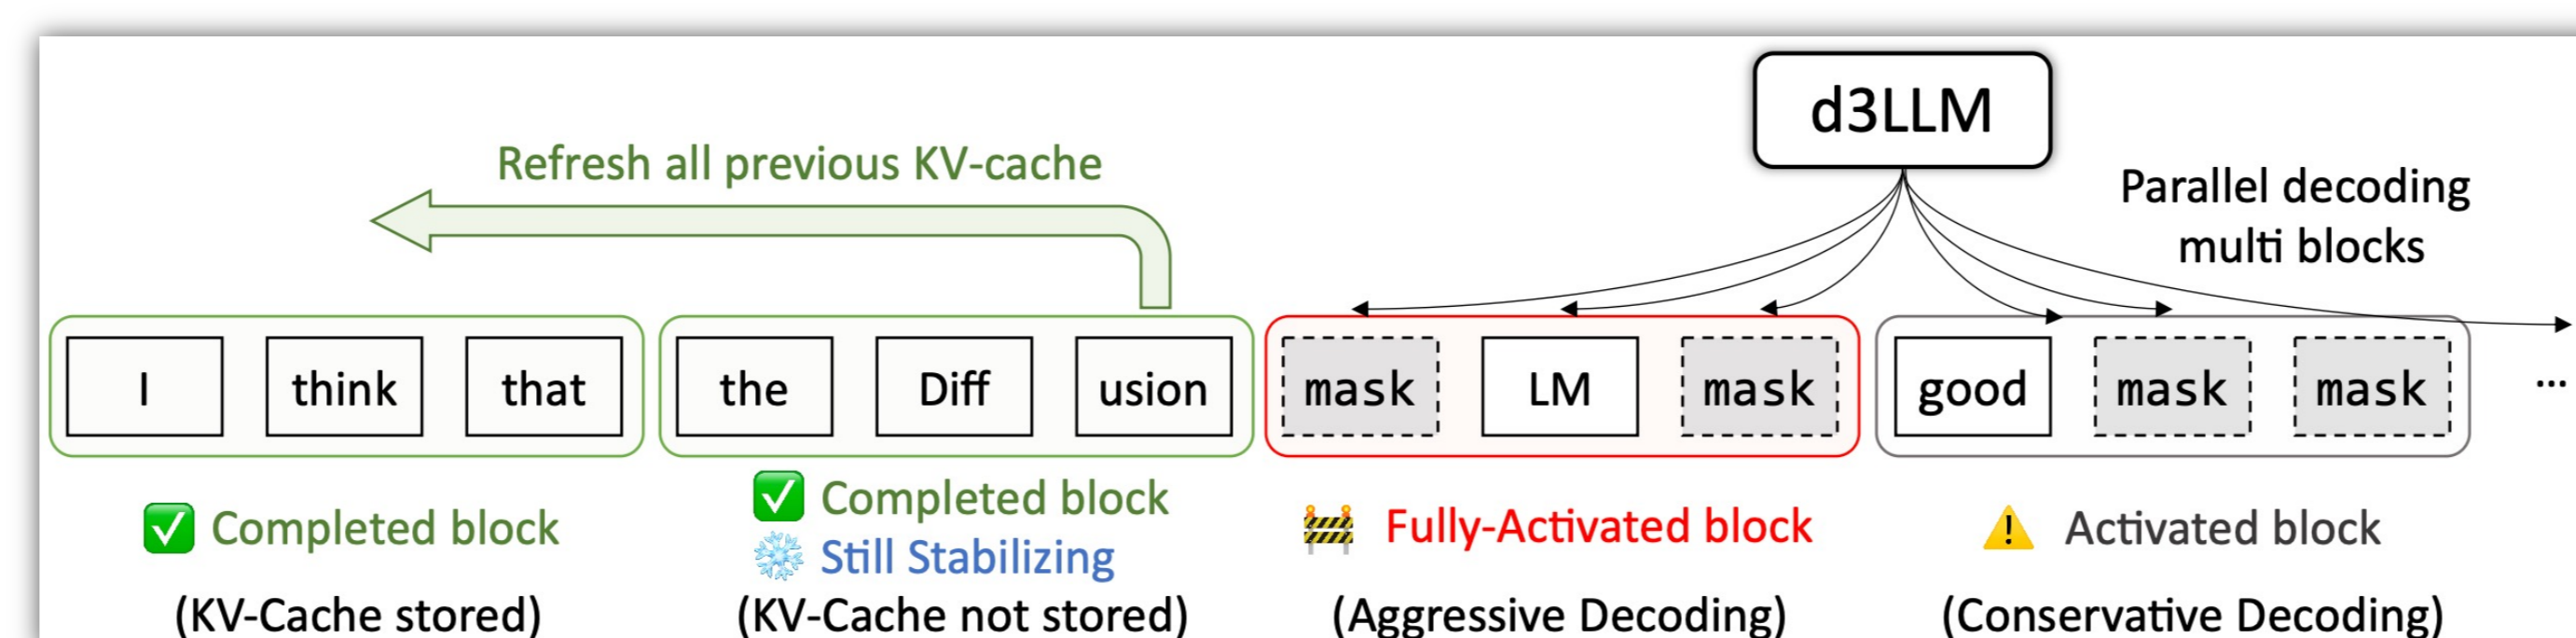 d3LLM
Refresh all previous KV-cache
Parallel decoding
multi blocks
I think that the Diff usion mask LM mask good mask mask ...
Completed block
Completed block
Still Stabilizing
Fully-Activated block
Activated block
(KV-Cache stored)
(KV-Cache not stored)
(Aggressive Decoding)
(Conservative Decoding)